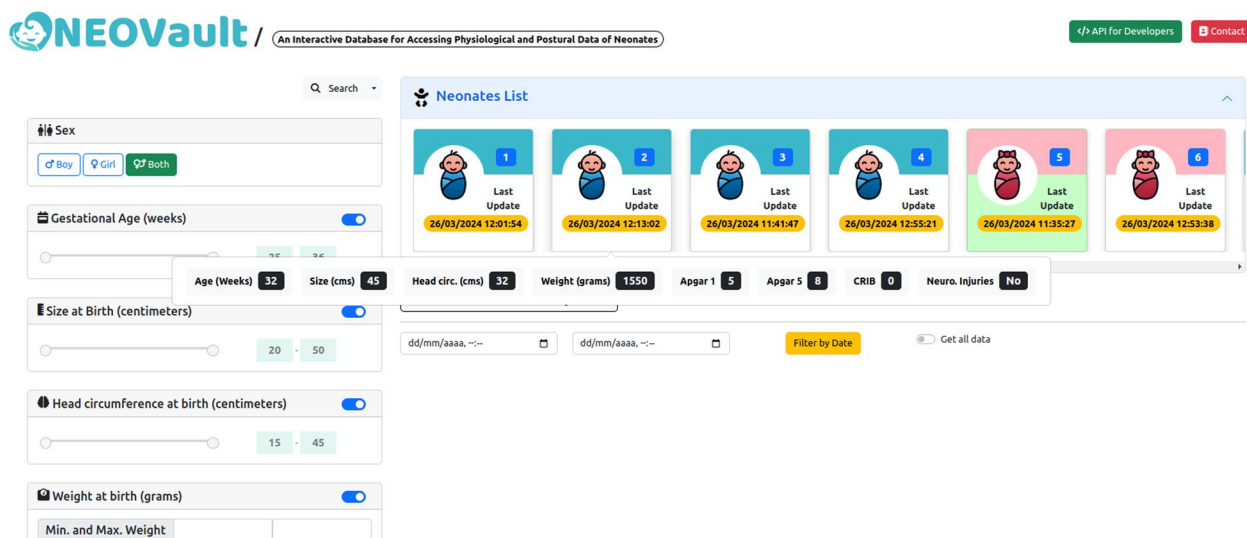 NEOVault / An Interactive Database for Accessing Physiological and Postural Data of Neonates
</> API for Developers
Contact
Search
Sex
Boy
Girl
Both
Gestational Age (weeks)
Size at Birth (centimeters)
20 - 50
Head circumference at birth (centimeters)
15 - 45
Weight at birth (grams)
Min. and Max. Weight
Neonates List
1
Last
Update
26/03/2024 12:01:54
2
Last
Update
26/03/2024 12:13:02
3
Last
Update
26/03/2024 11:41:47
4
Last
Update
26/03/2024 12:55:21
5
Last
Update
26/03/2024 11:35:27
6
Last
Update
26/03/2024 12:53:38
Age (Weeks) 32
Size (cms) 45
Head circ. (cms) 32
Weight (grams) 1550
Apgar 1 5
Apgar 5 8
CRIB 0
Neuro. Injuries No
dd/mm/aaaa, --:--
dd/mm/aaaa, --:--
Filter by Date
Get all data